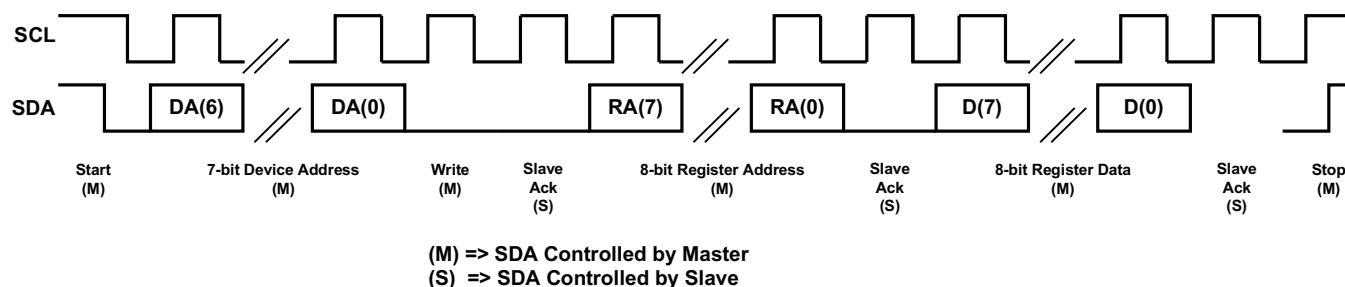 SCL
SDA DA(6) DA(0) RA(7) RA(0) D(7) D(0)
Start 7-bit Device Address Write Slave 8-bit Register Address Slave 8-bit Register Data Slave Stop
(M) (M) (M) Ack (M) Ack (M) Ack (M)
(S) (S) (S)
(M) => SDA Controlled by Master
(S) => SDA Controlled by Slave